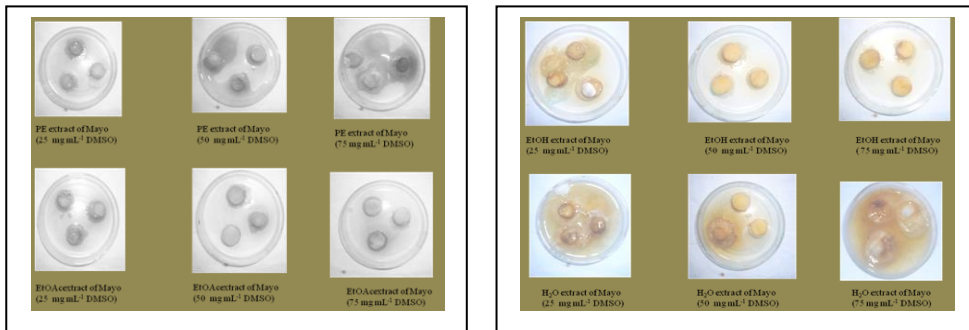 PE extract of Mayo
(25 mg mL⁻¹ DMSO)
PE extract of Mayo
(50 mg mL⁻¹ DMSO)
PE extract of Mayo
(75 mg mL⁻¹ DMSO)
EtOAc extract of Mayo
(25 mg mL⁻¹ DMSO)
EtOAc extract of Mayo
(50 mg mL⁻¹ DMSO)
EtOAc extract of Mayo
(75 mg mL⁻¹ DMSO)
EtOH extract of Mayo
(25 mg mL⁻¹ DMSO)
EtOH extract of Mayo
(50 mg mL⁻¹ DMSO)
EtOH extract of Mayo
(75 mg mL⁻¹ DMSO)
H₂O extract of Mayo
(25 mg mL⁻¹ DMSO)
H₂O extract of Mayo
(50 mg mL⁻¹ DMSO)
H₂O extract of Mayo
(75 mg mL⁻¹ DMSO)